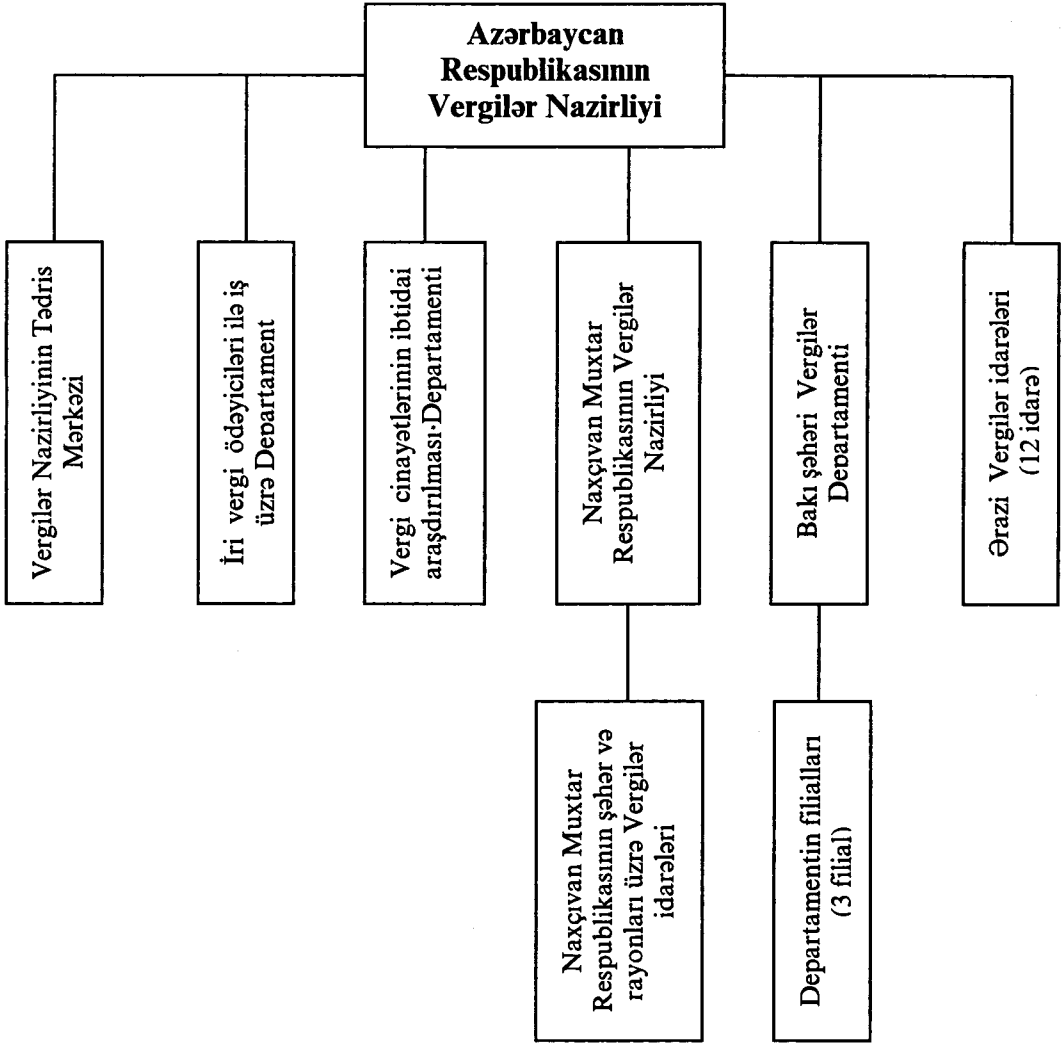 Azərbaycan
Respublikasının
Vergilər Nazirliyi
Vergilər Nazirliyinin Tədris
Mərkəzi
İri vergi ödəyiciləri ilə iş
üzrə Departament
Vergi cinayətlərinin ibtidai
araşdırılması Departamenti
Naxçıvan Muxtar
Respublikasının Vergilər
Nazirliyi
Bakı şəhəri Vergilər
Departamenti
Ərazi Vergilər idarələri
(12 idarə)
Naxçıvan Muxtar
Respublikasının şəhər və
rayonları üzrə Vergilər
idarələri
Departamentin filialları
(3 filial)